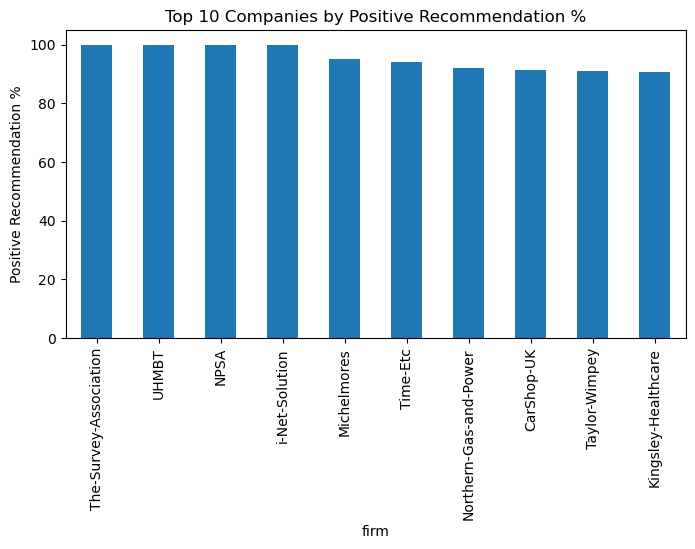 Top 10 Companies by Positive Recommendation %
Positive Recommendation %
100
80
60
40
20
0
The-Survey-Association
UHMBT
NPSA
i-Net-Solution
Michelmores
Time-Etc
Northern-Gas-and-Power
CarShop-UK
Taylor-Wimpey
Kingsley-Healthcare
firm